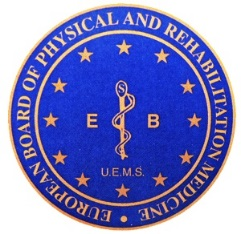 EUROPEAN BOARD OF PHYSICAL AND REHABILITATION MEDICINE
S
E B
U.E.M.S.